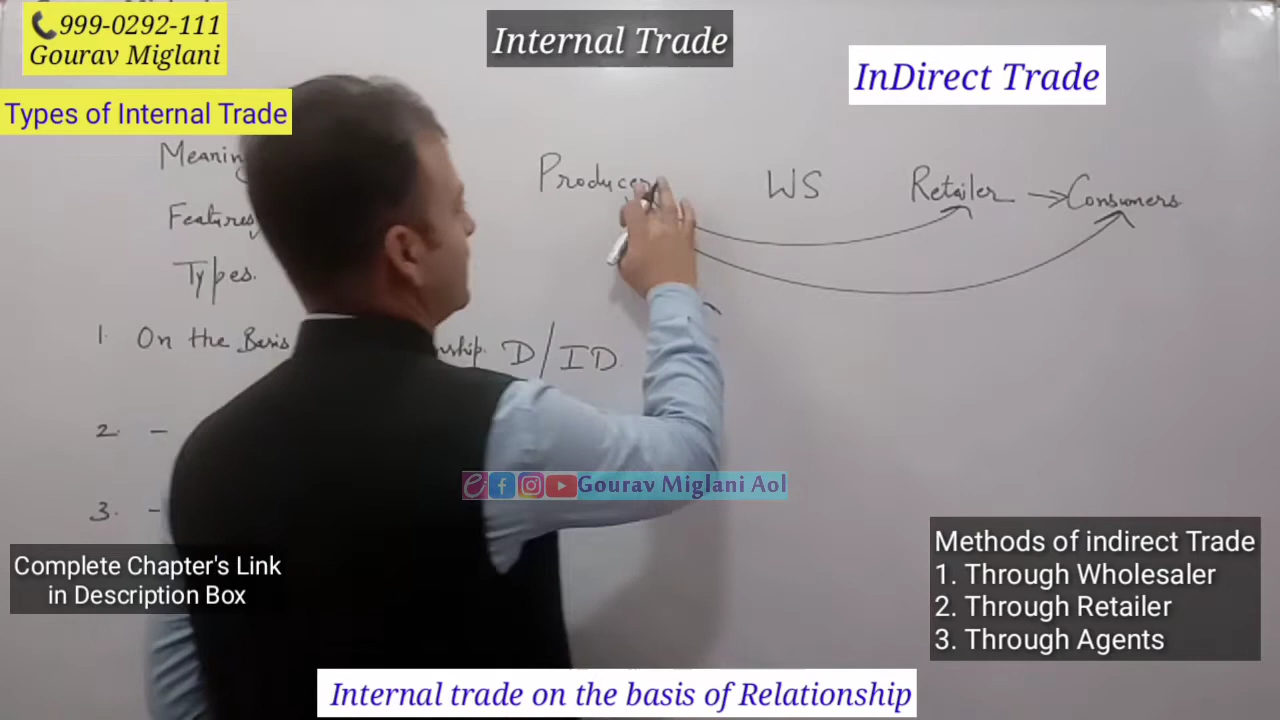 📞999-0292-111
Gourav Miglani
Internal Trade
InDirect Trade
Types of Internal Trade
Meaning
Features
Types.
Producer WS Retailer → Consumers
1. On the Basis D/ID.
2. -
3. -
Gourav Miglani Aol
Complete Chapter's Link
in Description Box
Methods of indirect Trade
1. Through Wholesaler
2. Through Retailer
3. Through Agents
Internal trade on the basis of Relationship